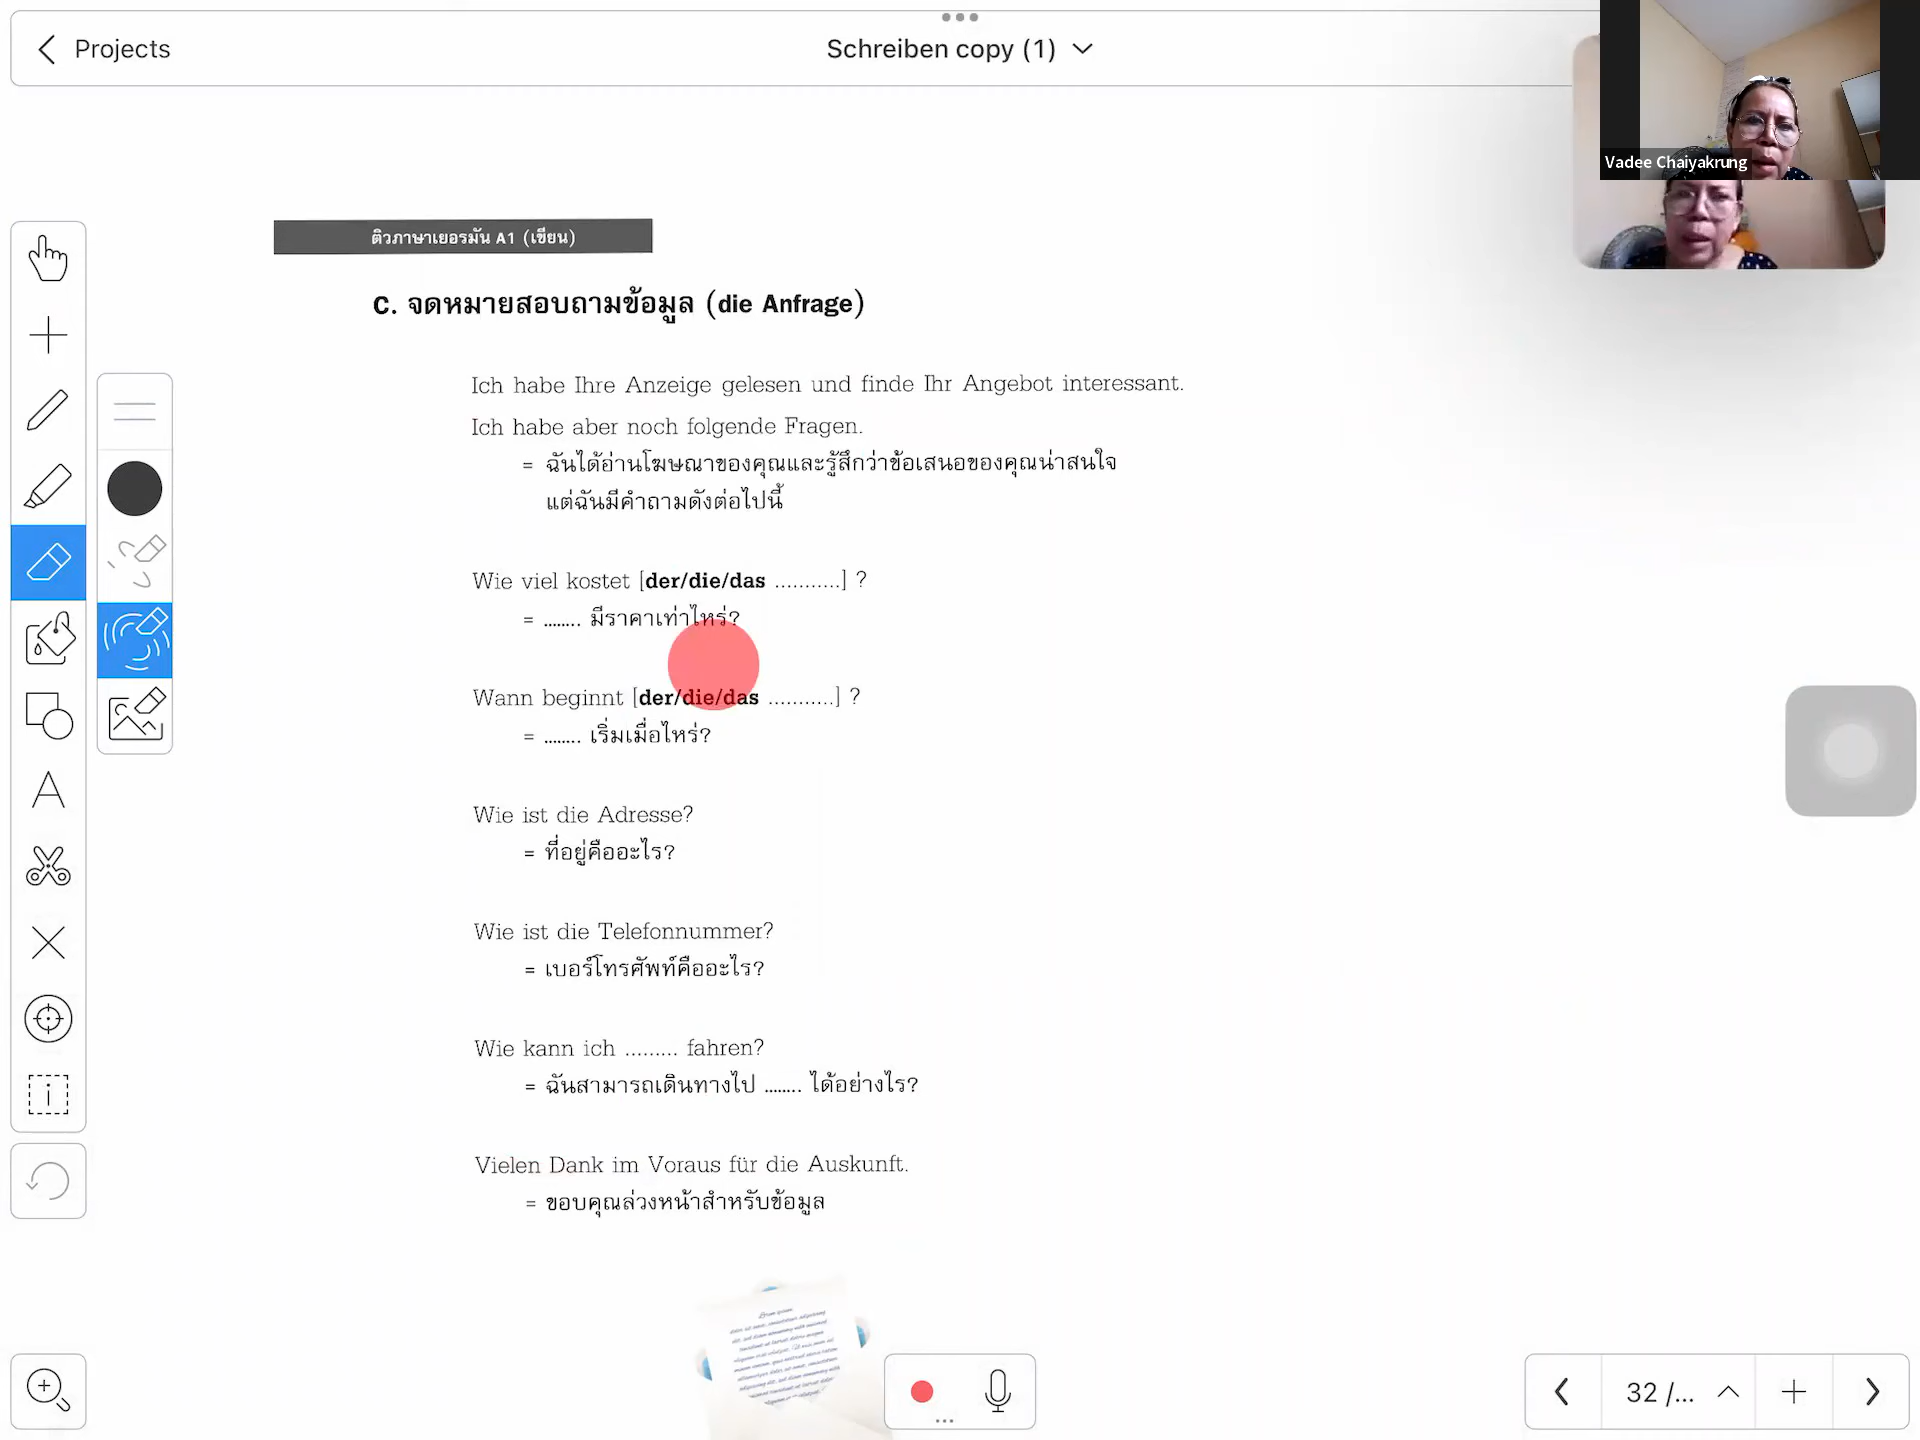 Projects
Schreiben copy (1)
Vadee Chaiyakrung
ติวภาษาเยอรมัน A1 (เขียน)
C. จดหมายสอบถามข้อมูล (die Anfrage)
Ich habe Ihre Anzeige gelesen und finde Ihr Angebot interessant.
Ich habe aber noch folgende Fragen.
= ฉันได้อ่านโฆษณาของคุณและรู้สึกว่าข้อเสนอของคุณน่าสนใจ
แต่ฉันมีคำถามดังต่อไปนี้
Wie viel kostet [der/die/das ...........] ?
= ........ มีราคาเท่าไหร่?
Wann beginnt [der/die/das ...........] ?
= ........ เริ่มเมื่อไหร่?
Wie ist die Adresse?
= ที่อยู่คืออะไร?
Wie ist die Telefonnummer?
= เบอร์โทรศัพท์คืออะไร?
Wie kann ich ......... fahren?
= ฉันสามารถเดินทางไป ........ ได้อย่างไร?
Vielen Dank im Voraus für die Auskunft.
= ขอบคุณล่วงหน้าสำหรับข้อมูล
32 /...